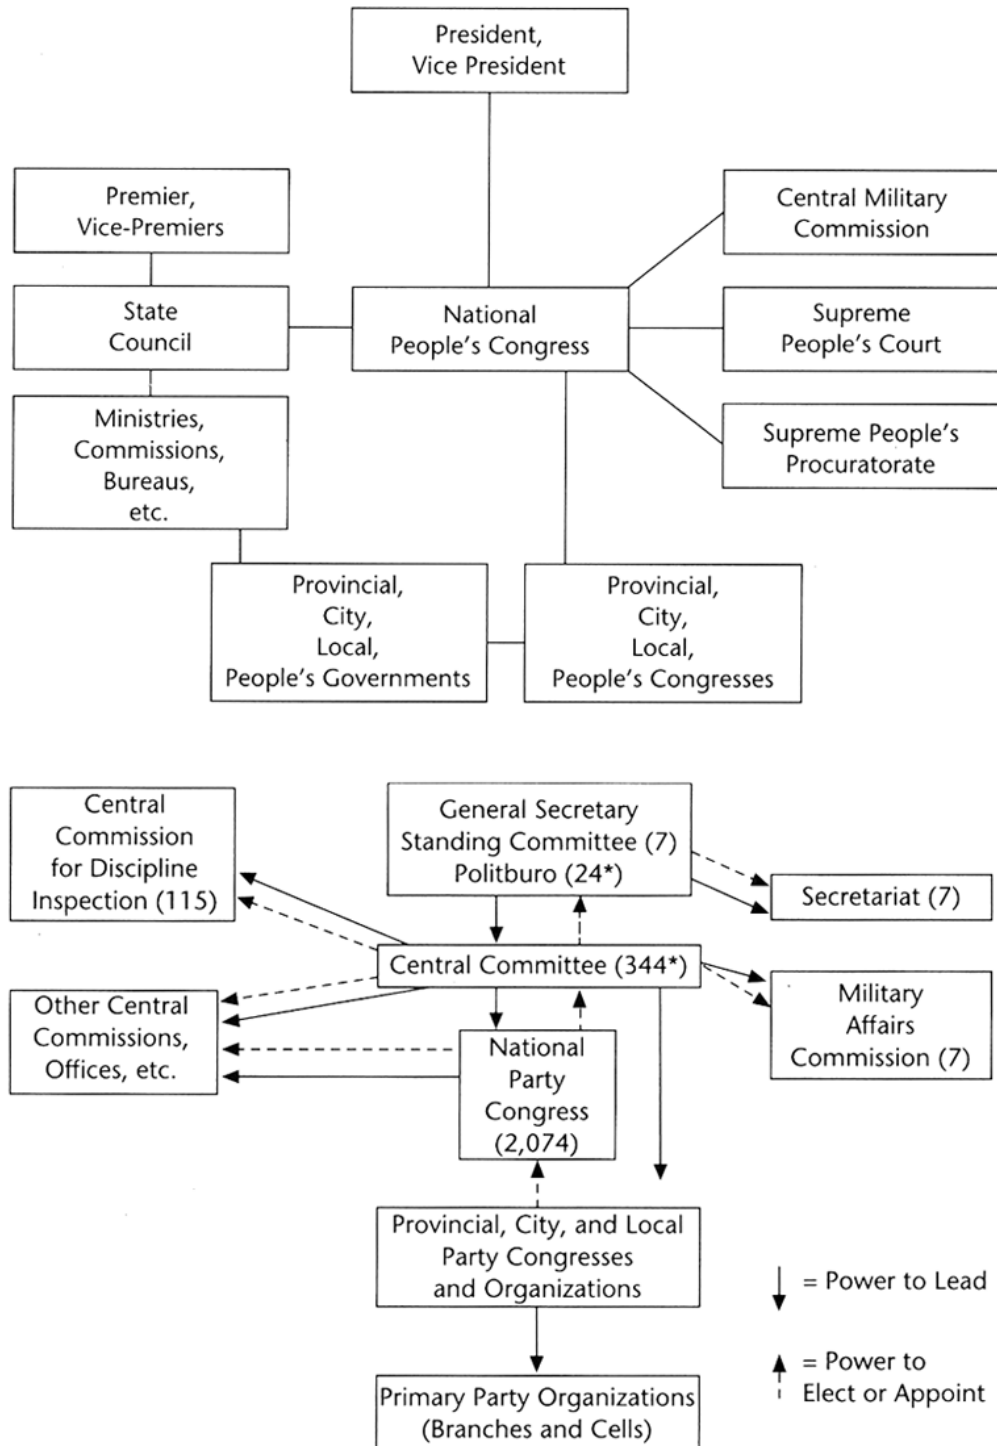 President,
Vice President
Premier,
Vice-Premiers
Central Military
Commission
State
Council
National
People's Congress
Supreme
People's Court
Ministries,
Commissions,
Bureaus,
etc.
Supreme People's
Procuratorate
Provincial,
City,
Local,
People's Governments
Provincial,
City,
Local,
People's Congresses
Central
Commission
for Discipline
Inspection (115)
General Secretary
Standing Committee (7)
Politburo (24*)
Secretariat (7)
Central Committee (344*)
Other Central
Commissions,
Offices, etc.
National
Party
Congress
(2,074)
Military
Affairs
Commission (7)
Provincial, City, and Local
Party Congresses
and Organizations
= Power to Lead
= Power to
Elect or Appoint
Primary Party Organizations
(Branches and Cells)